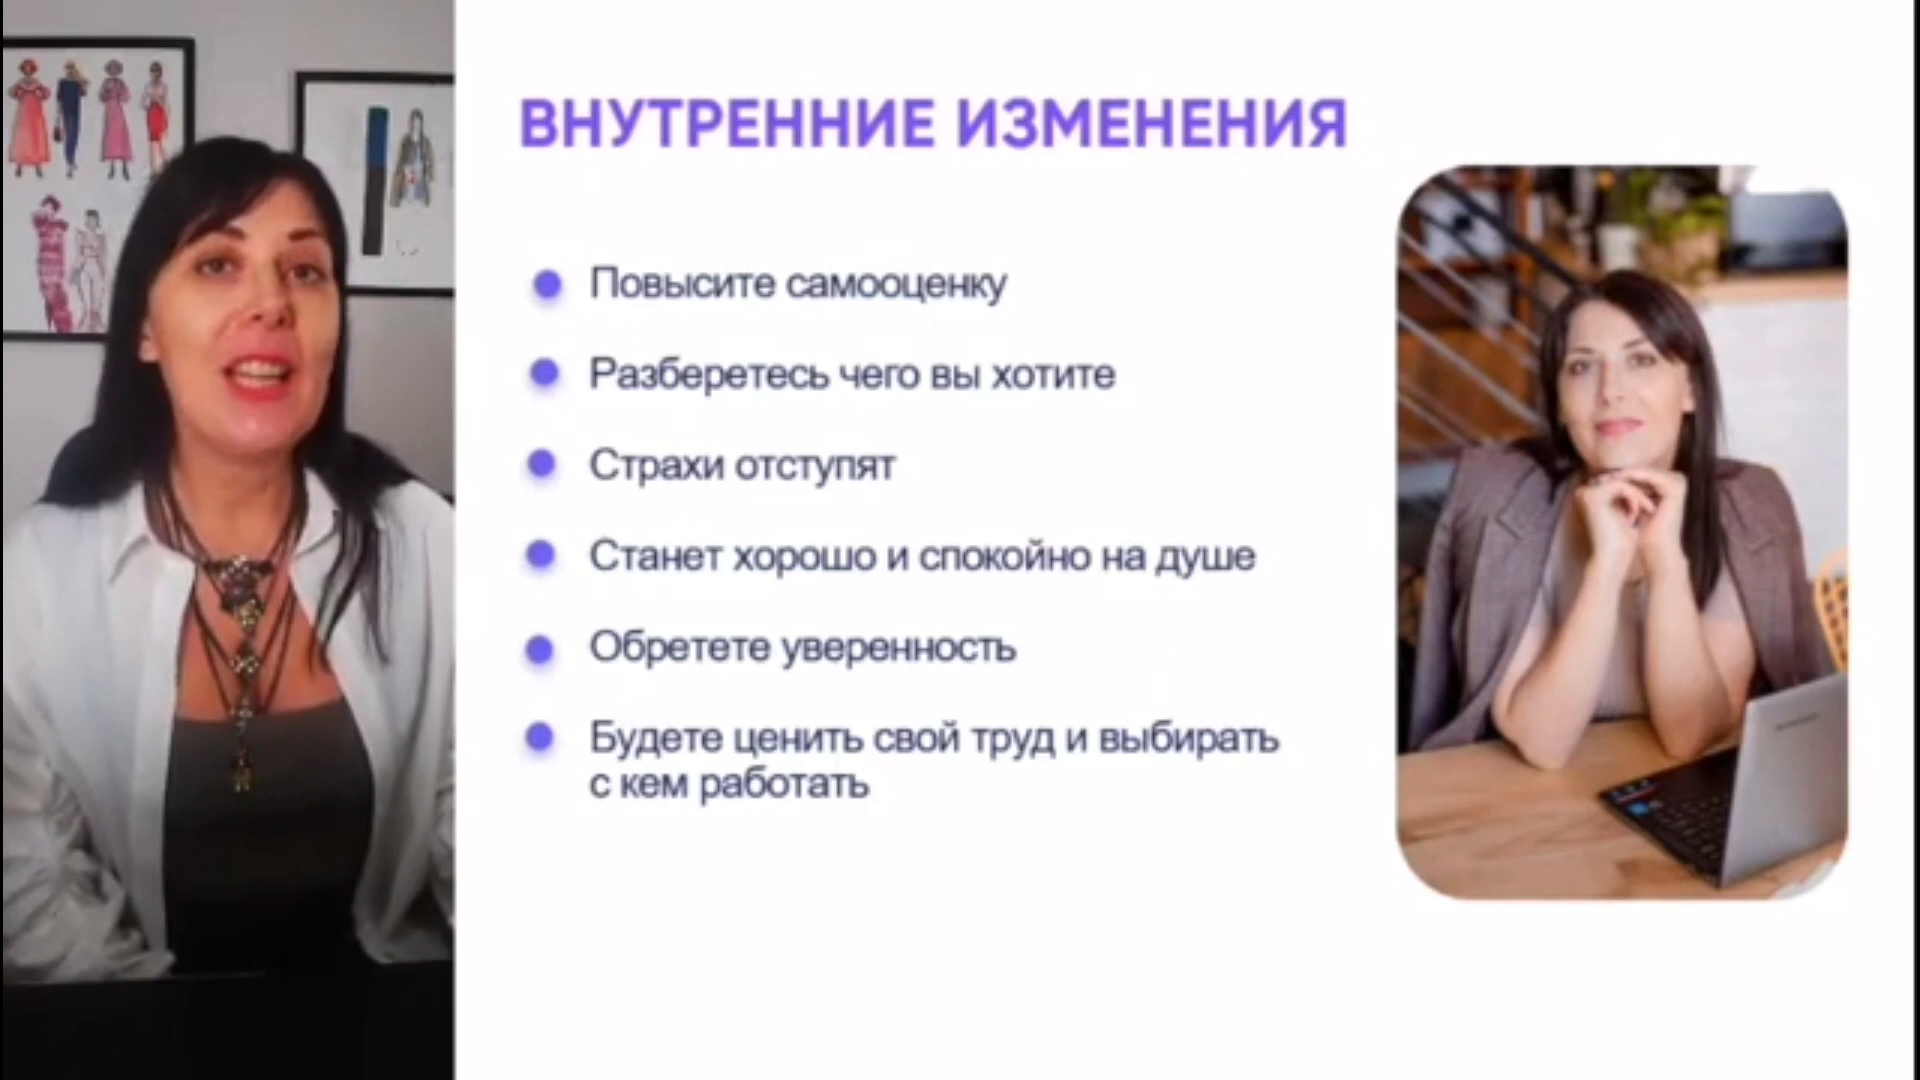 ВНУТРЕННИЕ ИЗМЕНЕНИЯ
Повысите самооценку
Разберетесь чего вы хотите
Страхи отступят
Станет хорошо и спокойно на душе
Обретете уверенность
Будете ценить свой труд и выбирать
с кем работать